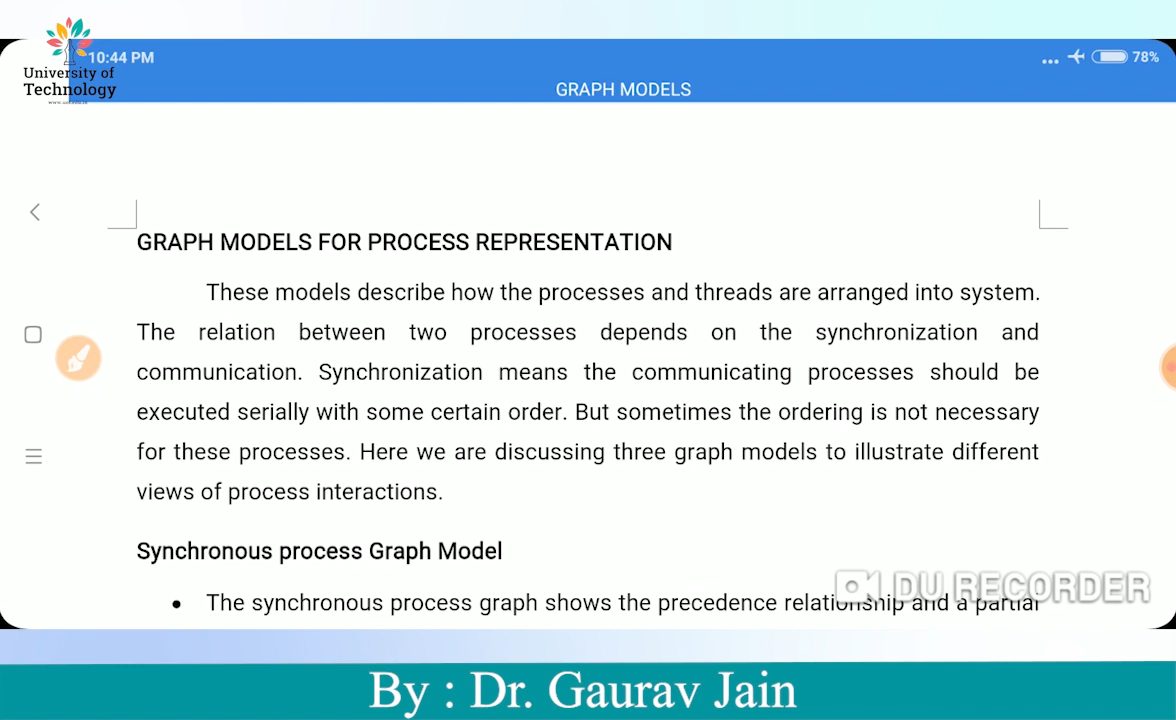 10:44 PM
... 78%
University of
Technology
GRAPH MODELS
GRAPH MODELS FOR PROCESS REPRESENTATION
These models describe how the processes and threads are arranged into system.
The relation between two processes depends on the synchronization and
communication. Synchronization means the communicating processes should be
executed serially with some certain order. But sometimes the ordering is not necessary
for these processes. Here we are discussing three graph models to illustrate different
views of process interactions.
Synchronous process Graph Model
• The synchronous process graph shows the precedence relationship and a partial
DU RECORDER
By : Dr. Gaurav Jain